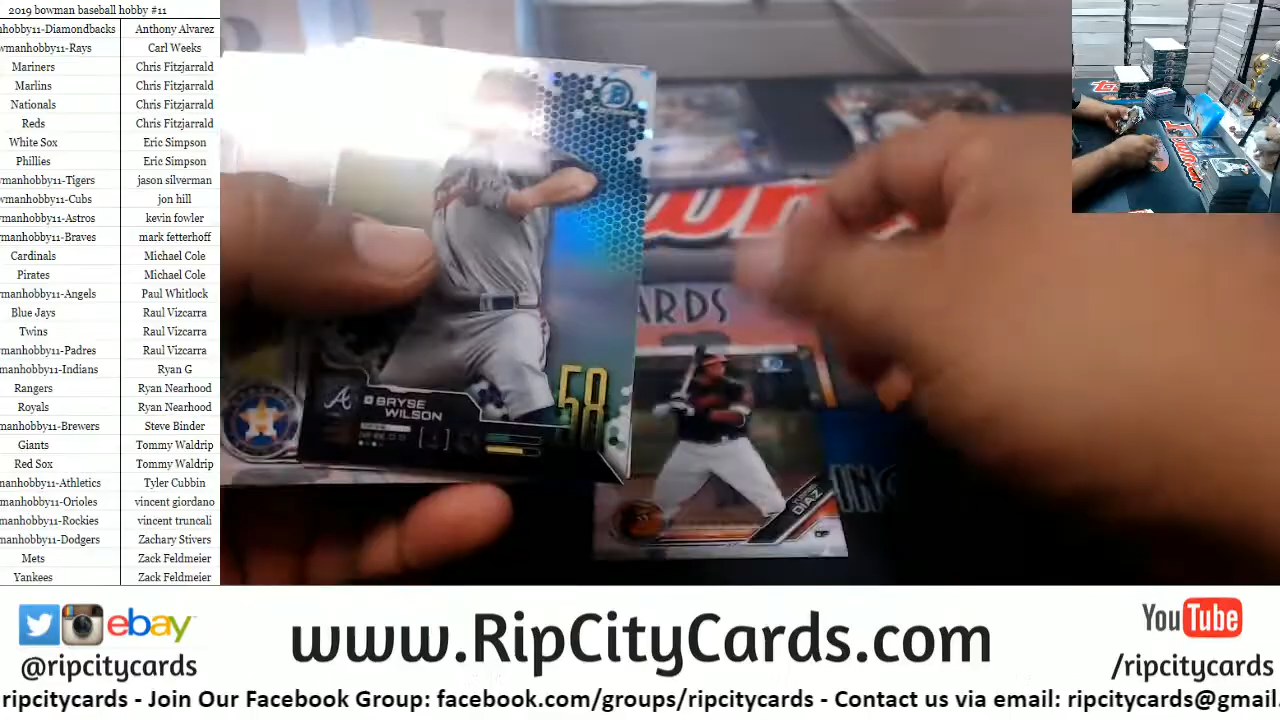 2019 bowman baseball hobby #11
hobby11-Diamondbacks Anthony Alvarez
wmanhobby11-Rays Carl Weeks
Mariners Chris Fitzjarrald
Marlins Chris Fitzjarrald
Nationals Chris Fitzjarrald
Reds Chris Fitzjarrald
White Sox Eric Simpson
Phillies Eric Simpson
manhobby11-Tigers jason silverman
manhobby11-Cubs jon hill
manhobby11-Astros kevin fowler
manhobby11-Braves mark fetterhoff
Cardinals Michael Cole
Pirates Michael Cole
manhobby11-Angels Paul Whitlock
Blue Jays Raul Vizcarra
Twins Raul Vizcarra
manhobby11-Padres Raul Vizcarra
manhobby11-Indians Ryan G
Rangers Ryan Nearhood
Royals Ryan Nearhood
manhobby11-Brewers Steve Binder
Giants Tommy Waldrip
Red Sox Tommy Waldrip
manhobby11-Athletics Tyler Cubbin
manhobby11-Orioles vincent giordano
manhobby11-Rockies vincent truncali
manhobby11-Dodgers Zachary Stivers
Mets Zack Feldmeier
Yankees Zack Feldmeier
ARDS
58
BRYSE
WILSON
DIAZ
ebay
@ripcitycards
www.RipCityCards.com
YouTube
/ripcitycards
ripcitycards - Join Our Facebook Group: facebook.com/groups/ripcitycards - Contact us via email: ripcitycards@gmail.